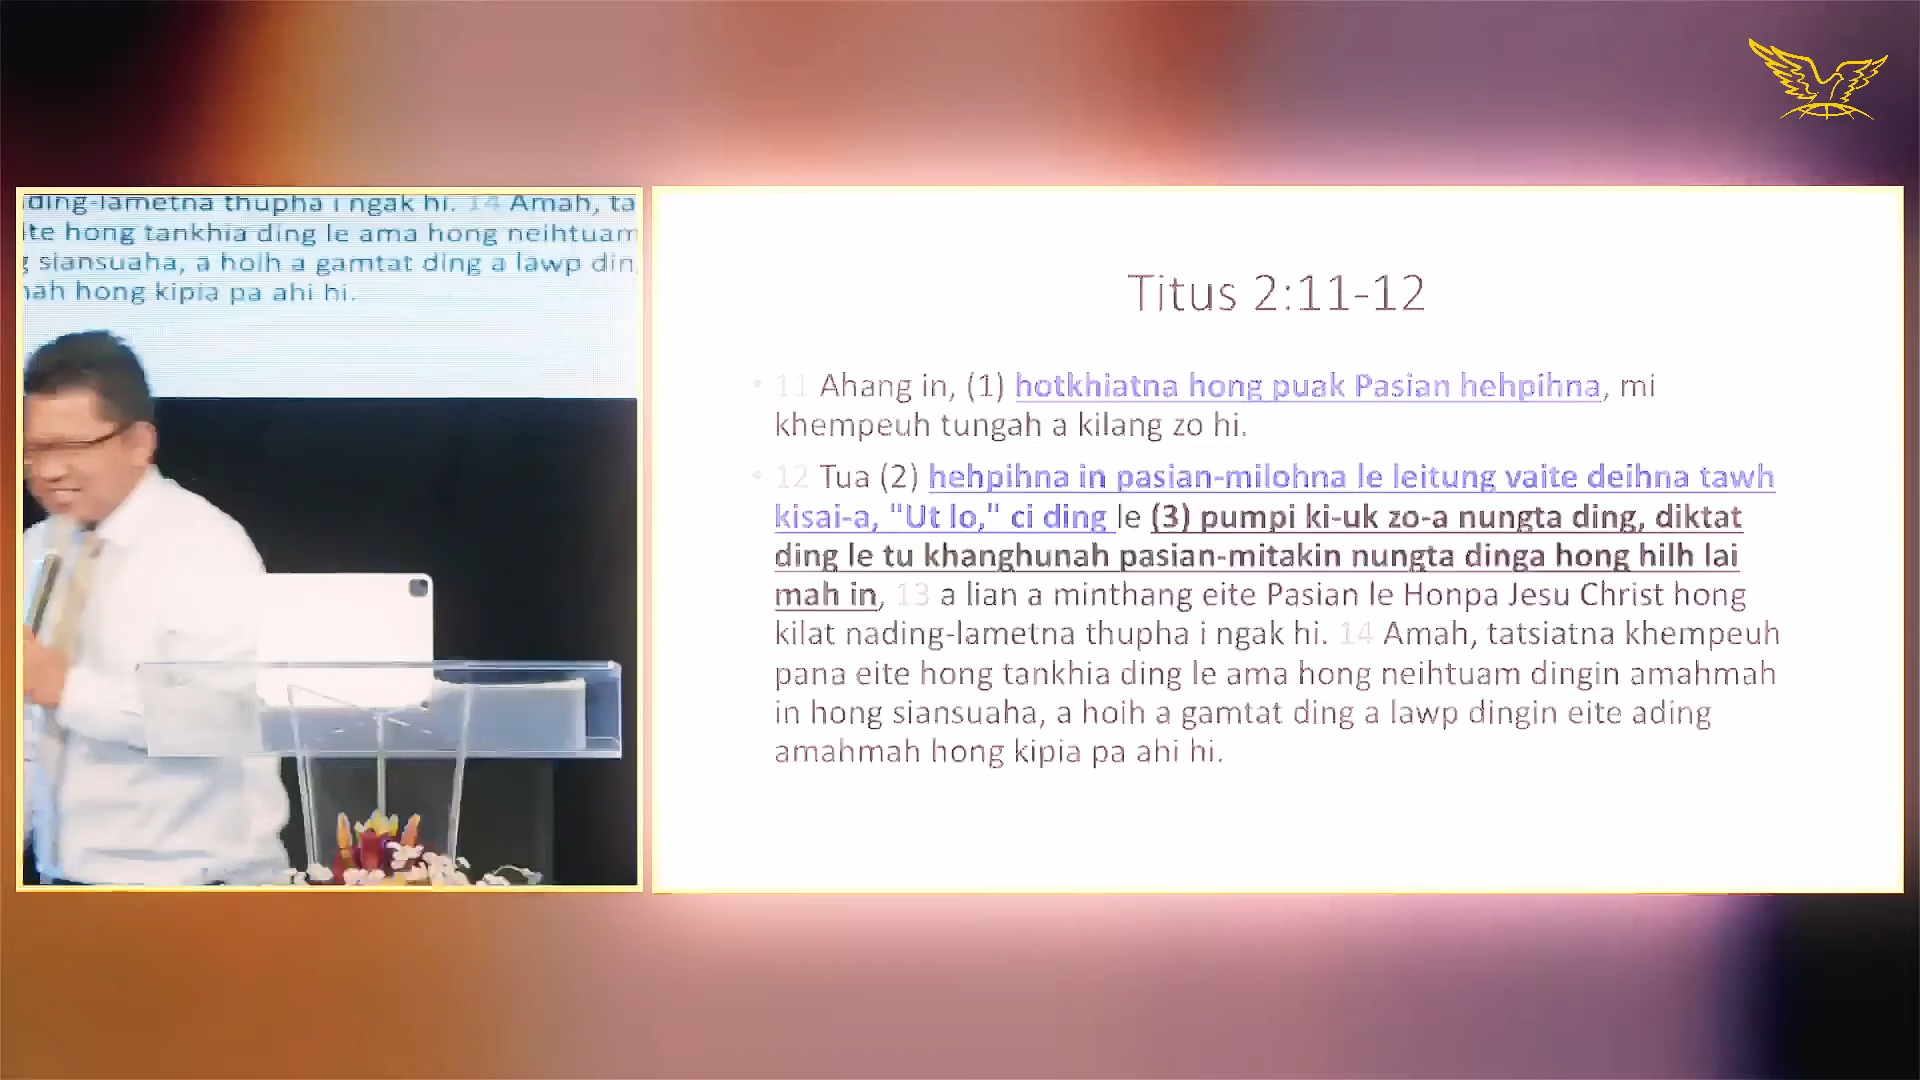 ding-lametna thupha i ngak hi. 14 Amah, ta
ite hong tankhia ding le ama hong neihtuam
siansuaha, a hoih a gamtat ding a lawp din
hong kipia pa ahi hi.
Titus 2:11-12
• 11 Ahang in, (1) hotkhiatna hong puak Pasian hehpihna, mi
khempeuh tungah a kilang zo hi.
• 12 Tua (2) hehpihna in pasian-milohna le leitung vaite deihna tawh
kisai-a, "Ut lo," ci ding le (3) pumpi ki-uk zo-a nungta ding, diktat
ding le tu khanghunah pasian-mitakin nungta dinga hong hilh lai
mah in, 13 a lian a minthang eite Pasian le Honpa Jesu Christ hong
kilat nading-lametna thupha i ngak hi. 14 Amah, tatsiatna khempeuh
pana eite hong tankhia ding le ama hong neihtuam dingin amahmah
in hong siansuaha, a hoih a gamtat ding a lawp dingin eite ading
amahmah hong kipia pa ahi hi.